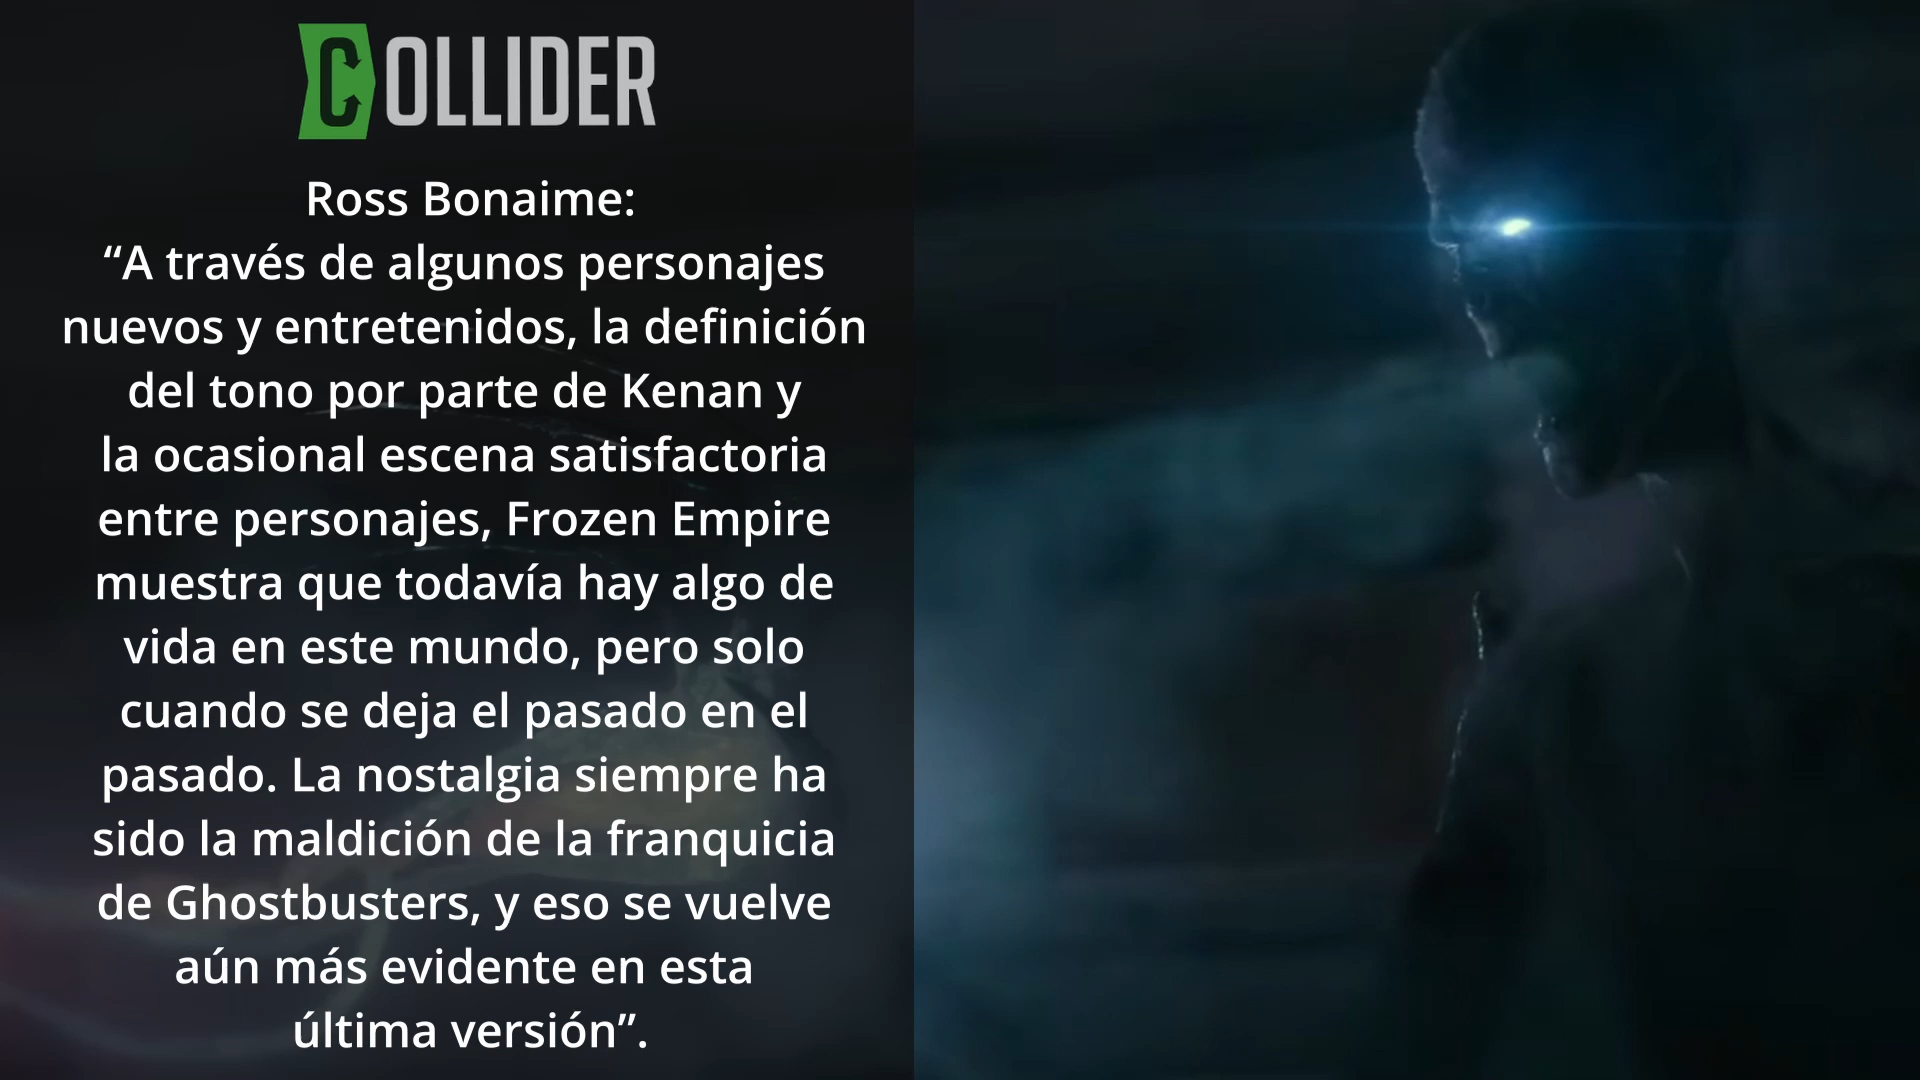 COLLIDER
Ross Bonaime:
“A través de algunos personajes
nuevos y entretenidos, la definición
del tono por parte de Kenan y
la ocasional escena satisfactoria
entre personajes, Frozen Empire
muestra que todavía hay algo de
vida en este mundo, pero solo
cuando se deja el pasado en el
pasado. La nostalgia siempre ha
sido la maldición de la franquicia
de Ghostbusters, y eso se vuelve
aún más evidente en esta
última versión”.